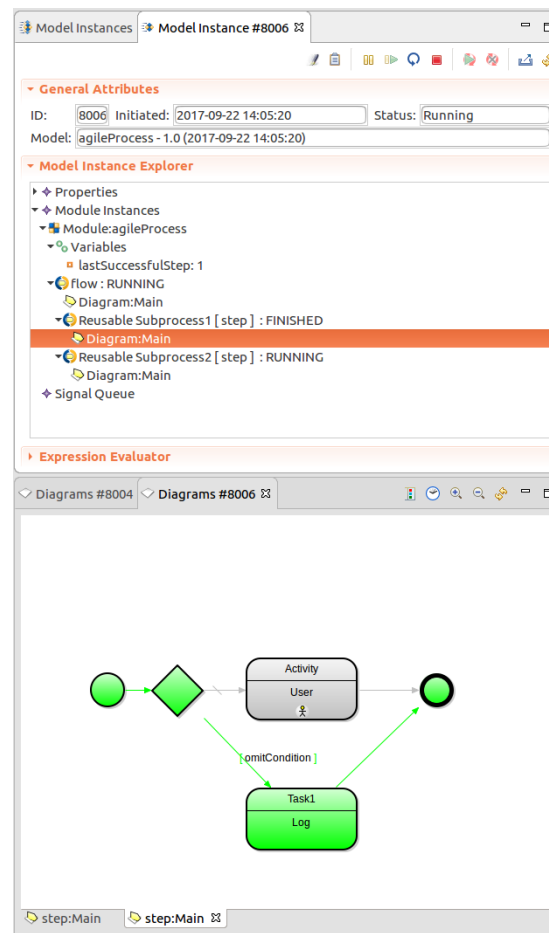 Model Instances Model Instance #8006
General Attributes
ID: 8006 Initiated: 2017-09-22 14:05:20 Status: Running
Model: agileProcess - 1.0 (2017-09-22 14:05:20)
Model Instance Explorer
Properties
Module Instances
Module:agileProcess
Variables
lastSuccessfulStep: 1
flow : RUNNING
Diagram:Main
Reusable Subprocess1 [ step ] : FINISHED
Diagram:Main
Reusable Subprocess2 [ step ] : RUNNING
Diagram:Main
Signal Queue
Expression Evaluator
Diagrams #8004 Diagrams #8006
Activity
User
[ omitCondition ]
Task1
Log
step:Main step:Main